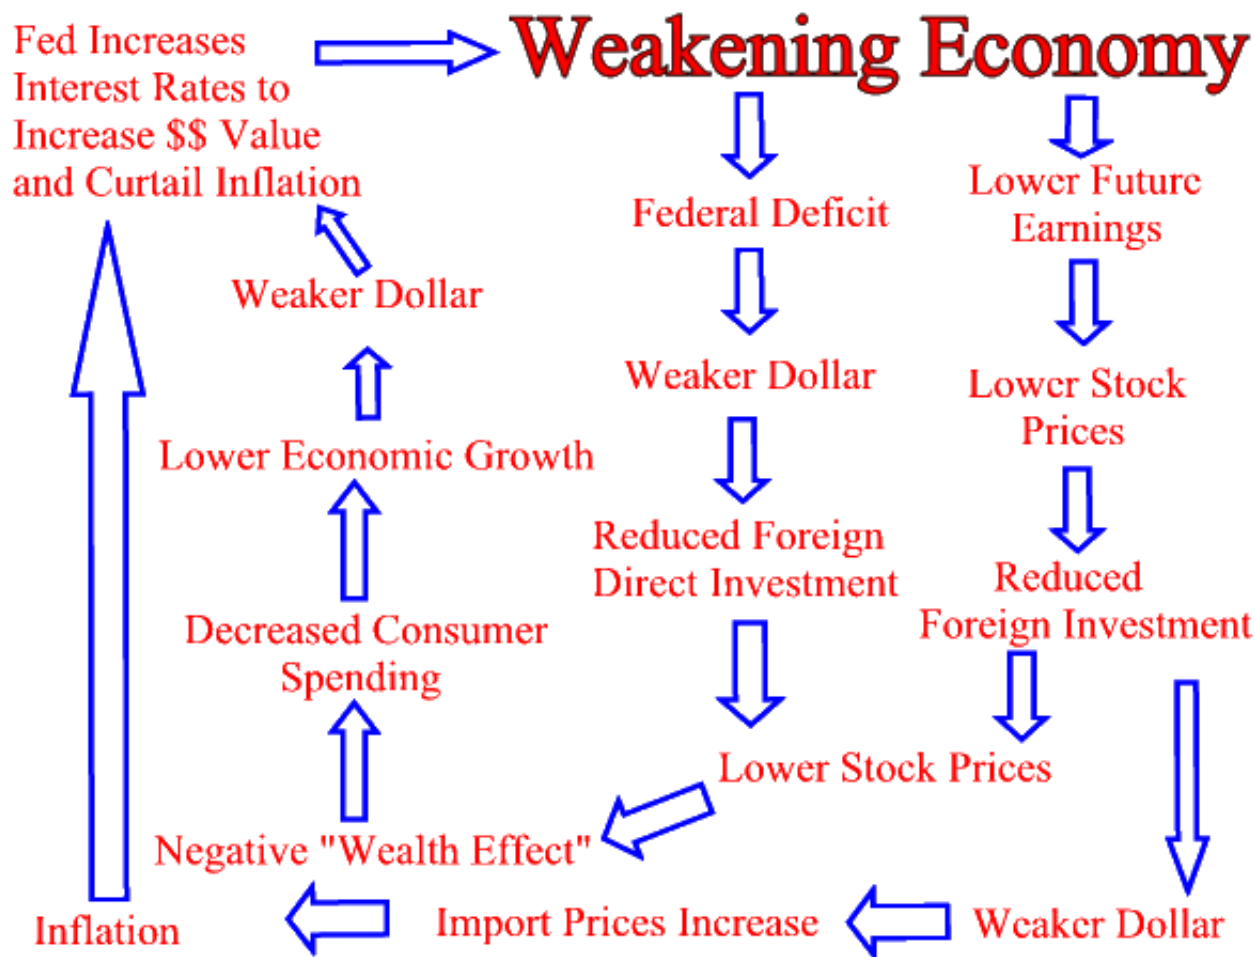 Fed Increases
Interest Rates to
Increase $$ Value
and Curtail Inflation
Weakening Economy
Federal Deficit
Lower Future
Earnings
Weaker Dollar
Weaker Dollar
Lower Stock
Prices
Lower Economic Growth
Reduced Foreign
Direct Investment
Reduced
Foreign Investment
Decreased Consumer
Spending
Lower Stock Prices
Negative "Wealth Effect"
Inflation
Import Prices Increase
Weaker Dollar